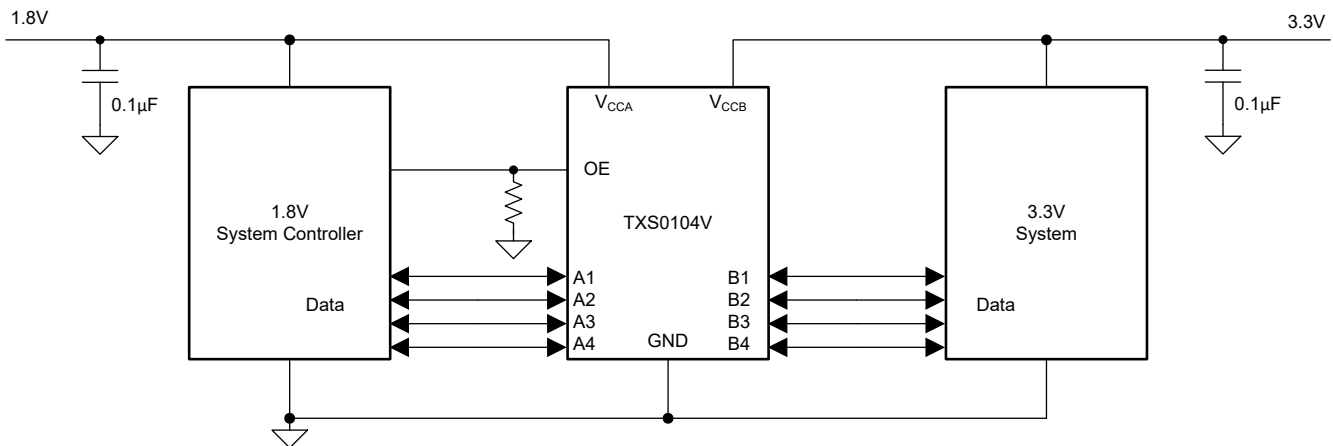 1.8V
3.3V
0.1µF
0.1µF
VCCA
VCCB
OE
1.8V
System Controller
TXS0104V
3.3V
System
Data
A1
A2
A3
A4
B1
B2
B3
B4
Data
GND